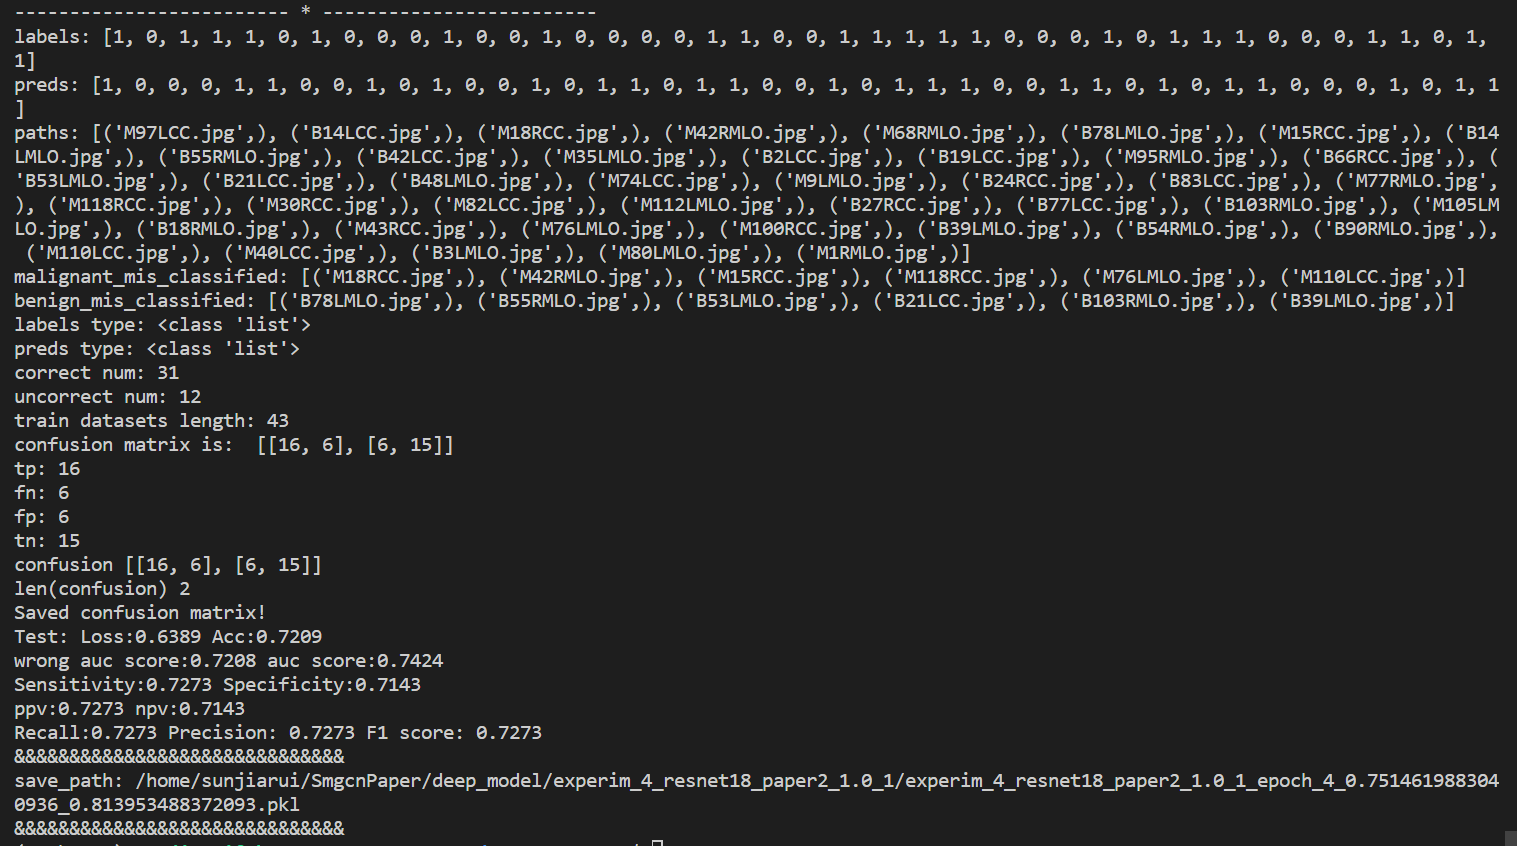 ------------------------- * -------------------------
labels: [1, 0, 1, 1, 1, 0, 1, 0, 0, 0, 1, 0, 0, 1, 0, 0, 0, 0, 1, 1, 0, 0, 1, 1, 1, 1, 1, 0, 0, 0, 1, 0, 1, 1, 1, 0, 0, 0, 1, 1, 0, 1,
1]
preds: [1, 0, 0, 0, 1, 1, 0, 0, 1, 0, 1, 0, 0, 1, 0, 1, 1, 0, 1, 1, 0, 0, 1, 0, 1, 1, 1, 0, 0, 1, 1, 0, 1, 0, 1, 1, 0, 0, 0, 1, 0, 1, 1
]
paths: [('M97LCC.jpg',), ('B14LCC.jpg',), ('M18RCC.jpg',), ('M42RMLO.jpg',), ('M68RMLO.jpg',), ('B78LMLO.jpg',), ('M15RCC.jpg',), ('B14
LMLO.jpg',), ('B55RMLO.jpg',), ('B42LCC.jpg',), ('M35LMLO.jpg',), ('B2LCC.jpg',), ('B19LCC.jpg',), ('M95RMLO.jpg',), ('B66RCC.jpg',), (
'B53LMLO.jpg',), ('B21LCC.jpg',), ('B48LMLO.jpg',), ('M74LCC.jpg',), ('M9LMLO.jpg',), ('B24RCC.jpg',), ('B83LCC.jpg',), ('M77RMLO.jpg',
), ('M118RCC.jpg',), ('M30RCC.jpg',), ('M82LCC.jpg',), ('M112LMLO.jpg',), ('B27RCC.jpg',), ('B77LCC.jpg',), ('B103RMLO.jpg',), ('M105LM
LO.jpg',), ('B18RMLO.jpg',), ('M43RCC.jpg',), ('M76LMLO.jpg',), ('M100RCC.jpg',), ('B39LMLO.jpg',), ('B54RMLO.jpg',), ('B90RMLO.jpg',),
('M110LCC.jpg',), ('M40LCC.jpg',), ('B3LMLO.jpg',), ('M80LMLO.jpg',), ('M1RMLO.jpg',)]
malignant_mis_classified: [('M18RCC.jpg',), ('M42RMLO.jpg',), ('M15RCC.jpg',), ('M118RCC.jpg',), ('M76LMLO.jpg',), ('M110LCC.jpg',)]
benign_mis_classified: [('B78LMLO.jpg',), ('B55RMLO.jpg',), ('B53LMLO.jpg',), ('B21LCC.jpg',), ('B103RMLO.jpg',), ('B39LMLO.jpg',)]
labels type: <class 'list'>
preds type: <class 'list'>
correct num: 31
uncorrect num: 12
train datasets length: 43
confusion matrix is:  [[16, 6], [6, 15]]
tp: 16
fn: 6
fp: 6
tn: 15
confusion [[16, 6], [6, 15]]
len(confusion) 2
Saved confusion matrix!
Test: Loss:0.6389 Acc:0.7209
wrong auc score:0.7208 auc score:0.7424
Sensitivity:0.7273 Specificity:0.7143
ppv:0.7273 npv:0.7143
Recall:0.7273 Precision: 0.7273 F1 score: 0.7273
&&&&&&&&&&&&&&&&&&&&&&&&&&&&&&
save_path: /home/sunjiarui/SmgcnPaper/deep_model/experim_4_resnet18_paper2_1.0_1/experim_4_resnet18_paper2_1.0_1_epoch_4_0.751461988304
0936_0.813953488372093.pkl
&&&&&&&&&&&&&&&&&&&&&&&&&&&&&&